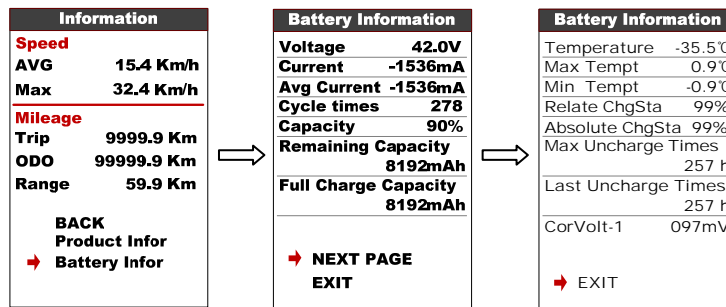 Information
Speed
AVG 15.4 Km/h
Max 32.4 Km/h
Mileage
Trip 9999.9 Km
ODO 99999.9 Km
Range 59.9 Km
BACK
Product Infor
Battery Infor
Battery Information
Voltage 42.0V
Current -1536mA
Avg Current -1536mA
Cycle times 278
Capacity 90%
Remaining Capacity
8192mAh
Full Charge Capacity
8192mAh
NEXT PAGE
EXIT
Battery Information
Temperature -35.5℃
Max Tempt 0.9℃
Min Tempt -0.9℃
Relate ChgSta 99%
Absolute ChgSta 99%
Max Uncharge Times
257 h
Last Uncharge Times
257 h
CorVolt-1 097mV
EXIT